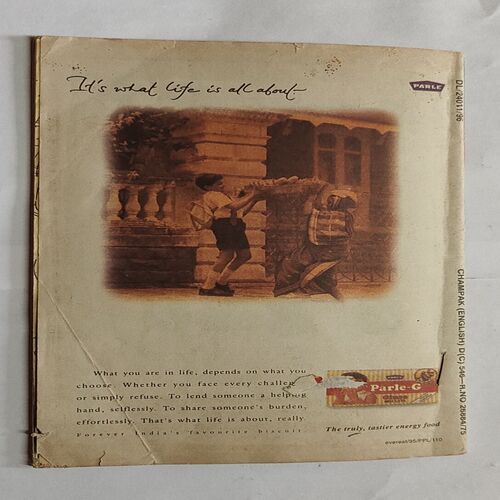 It's what life is all about
PARLE
DL/24011/96
CHAMPAK (ENGLISH) D(C) 546—R.NO 26884/75
What you are in life, depends on what you
choose. Whether you face every challen
or simply refuse. To lend someone a helping
hand, selflessly. To share someone's burden,
effortlessly. That's what life is about, really.
Forever India's favourite biscuit.
Parle-G
The truly, tastier energy food
everest/95/PPL/110